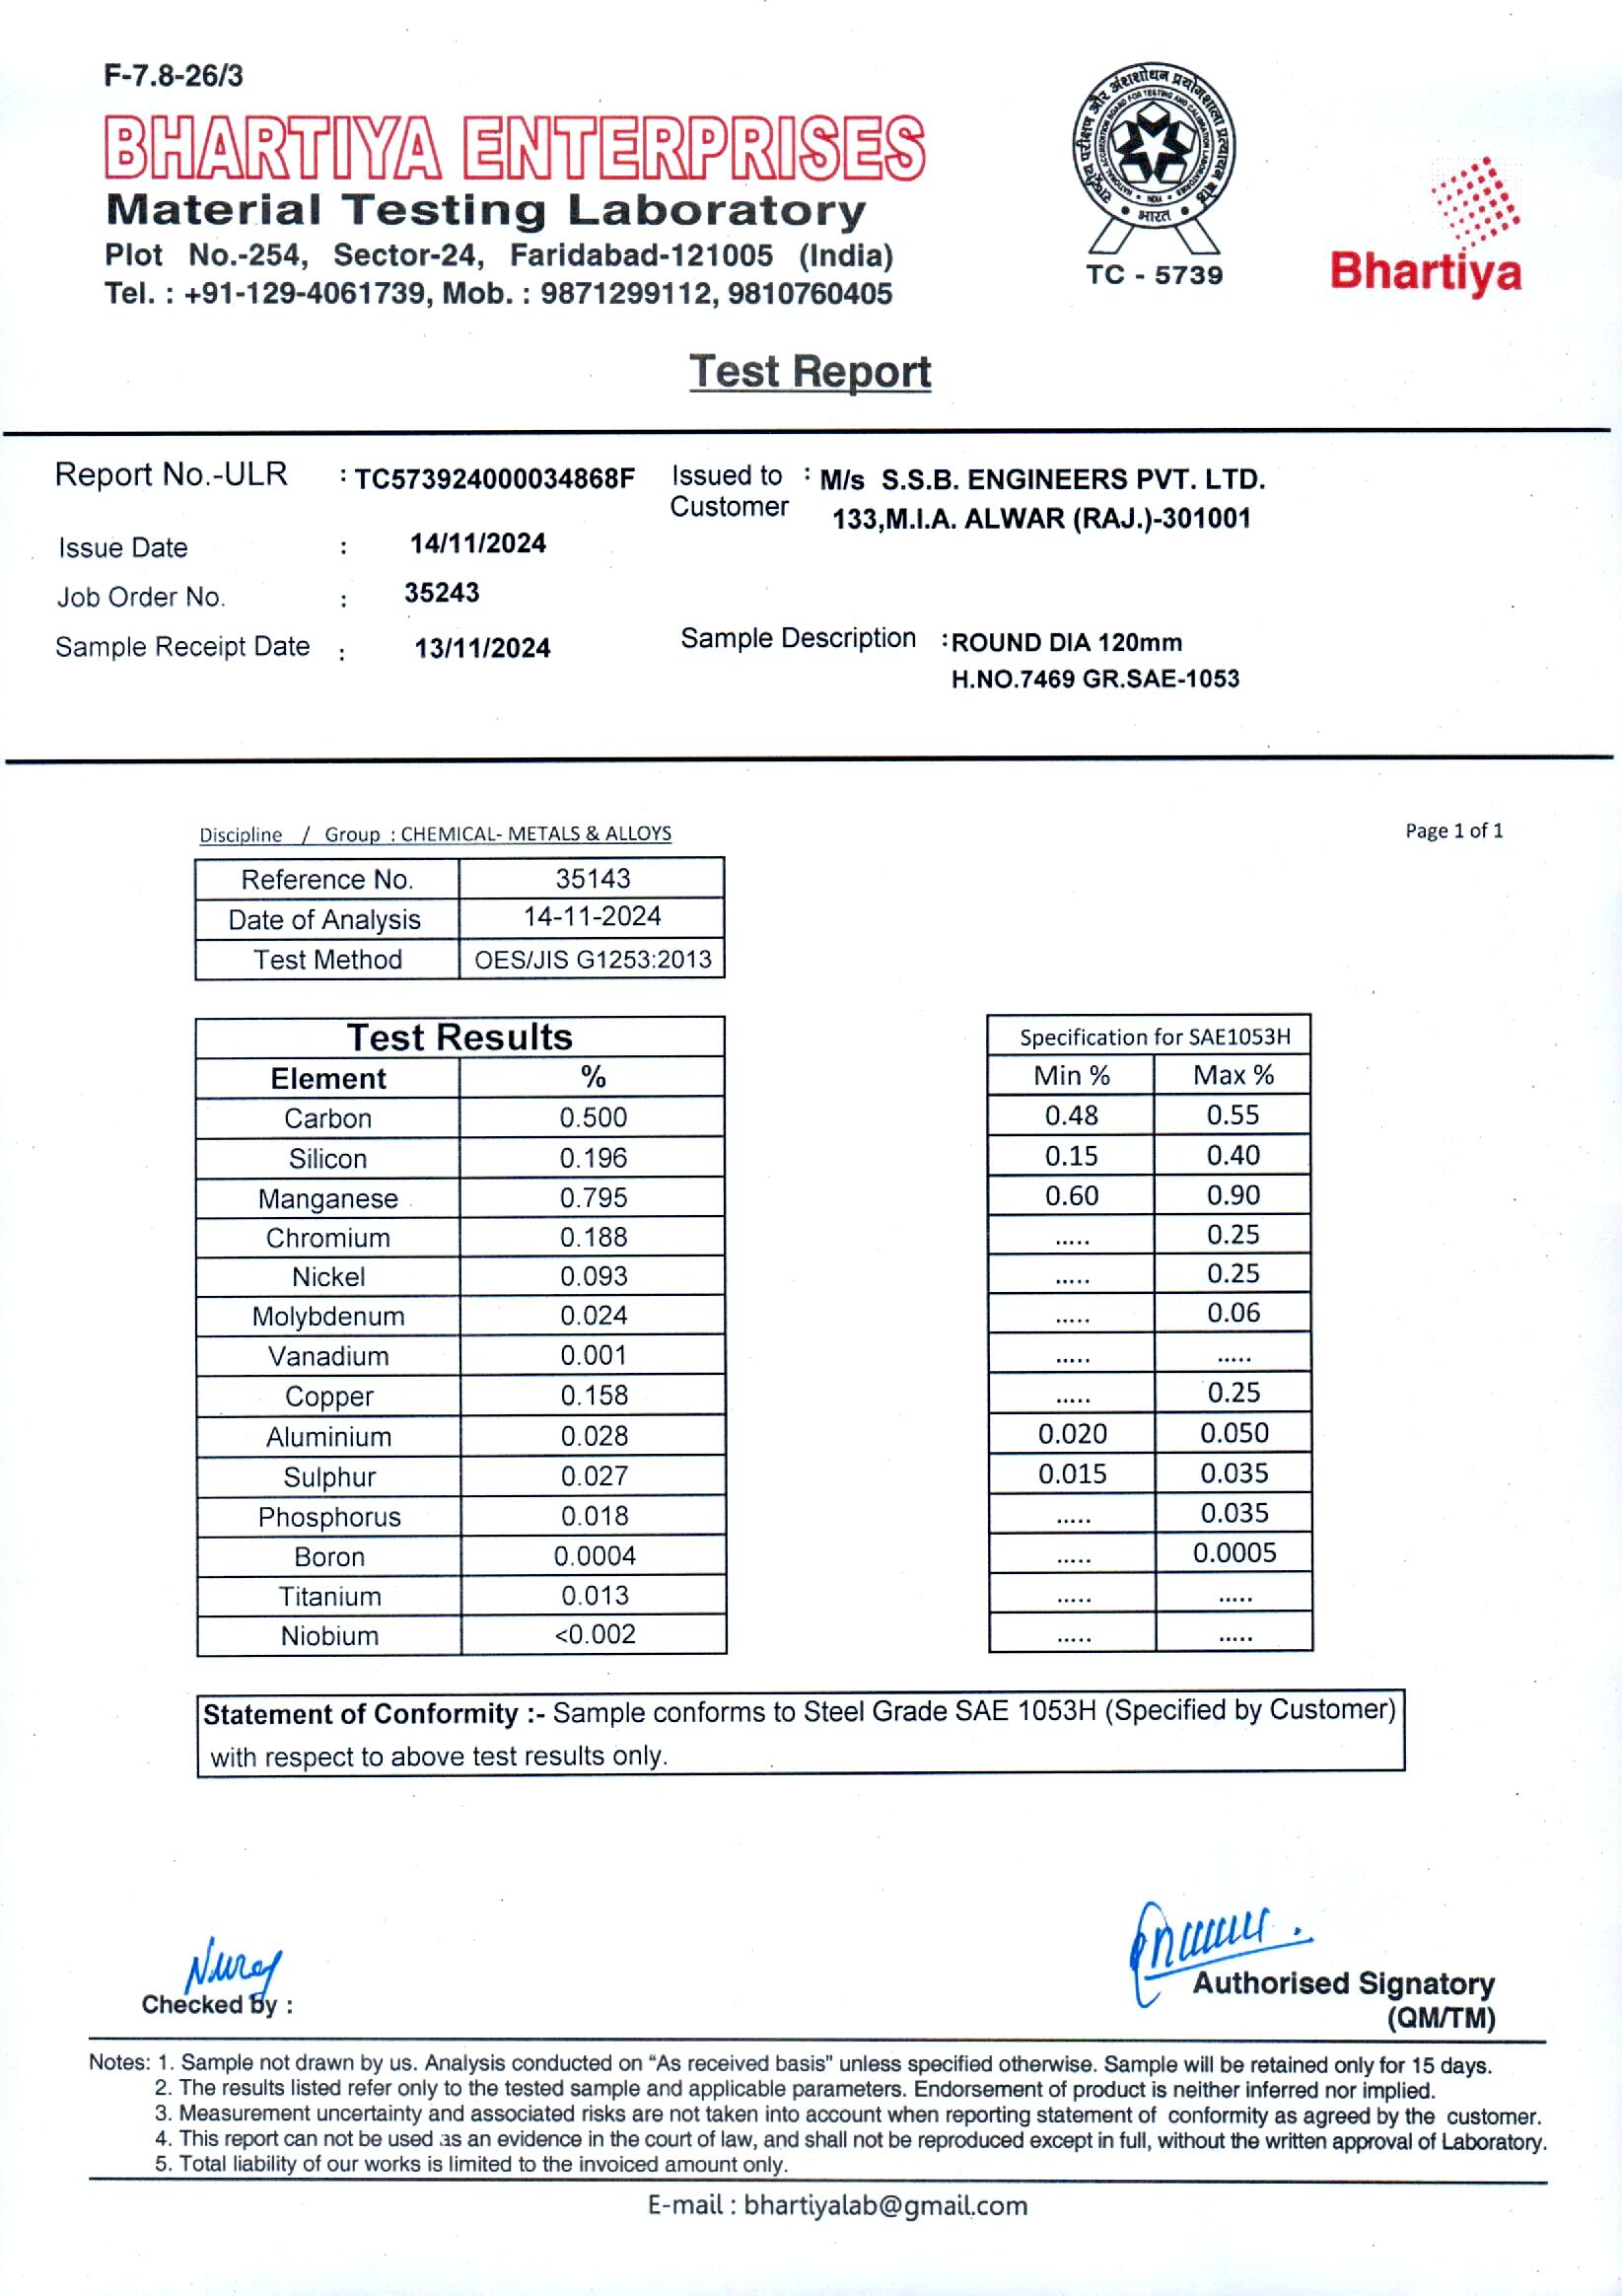 F-7.8-26/3
BHARTIYA ENTERPRISES
Material Testing Laboratory
Plot No.-254, Sector-24, Faridabad-121005 (India)
Tel. : +91-129-4061739, Mob. : 9871299112, 9810760405
राष्ट्रीय परीक्षण और अंशशोधन प्रयोगशाला प्रत्यायन बोर्ड
NATIONAL ACCREDITATION BOARD FOR TESTING AND CALIBRATION LABORATORIES
INDIA
भारत
TC - 5739
Bhartiya
Test Report
Report No.-ULR : TC573924000034868F Issued to : M/s S.S.B. ENGINEERS PVT. LTD.
Customer 133,M.I.A. ALWAR (RAJ.)-301001
Issue Date : 14/11/2024
Job Order No. : 35243
Sample Receipt Date : 13/11/2024 Sample Description : ROUND DIA 120mm
H.NO.7469 GR.SAE-1053
Discipline / Group : CHEMICAL- METALS & ALLOYS Page 1 of 1
Reference No. 35143
Date of Analysis 14-11-2024
Test Method OES/JIS G1253:2013
Test Results Specification for SAE1053H
Element % Min % Max %
Carbon 0.500 0.48 0.55
Silicon 0.196 0.15 0.40
Manganese 0.795 0.60 0.90
Chromium 0.188 ..... 0.25
Nickel 0.093 ..... 0.25
Molybdenum 0.024 ..... 0.06
Vanadium 0.001 ..... .....
Copper 0.158 ..... 0.25
Aluminium 0.028 0.020 0.050
Sulphur 0.027 0.015 0.035
Phosphorus 0.018 ..... 0.035
Boron 0.0004 ..... 0.0005
Titanium 0.013 ..... .....
Niobium <0.002 ..... .....
Statement of Conformity :- Sample conforms to Steel Grade SAE 1053H (Specified by Customer)
with respect to above test results only.
Checked by :
Authorised Signatory
(QM/TM)
Notes: 1. Sample not drawn by us. Analysis conducted on “As received basis” unless specified otherwise. Sample will be retained only for 15 days.
2. The results listed refer only to the tested sample and applicable parameters. Endorsement of product is neither inferred nor implied.
3. Measurement uncertainty and associated risks are not taken into account when reporting statement of conformity as agreed by the customer.
4. This report can not be used as an evidence in the court of law, and shall not be reproduced except in full, without the written approval of Laboratory.
5. Total liability of our works is limited to the invoiced amount only.
E-mail : bhartiyalab@gmail.com